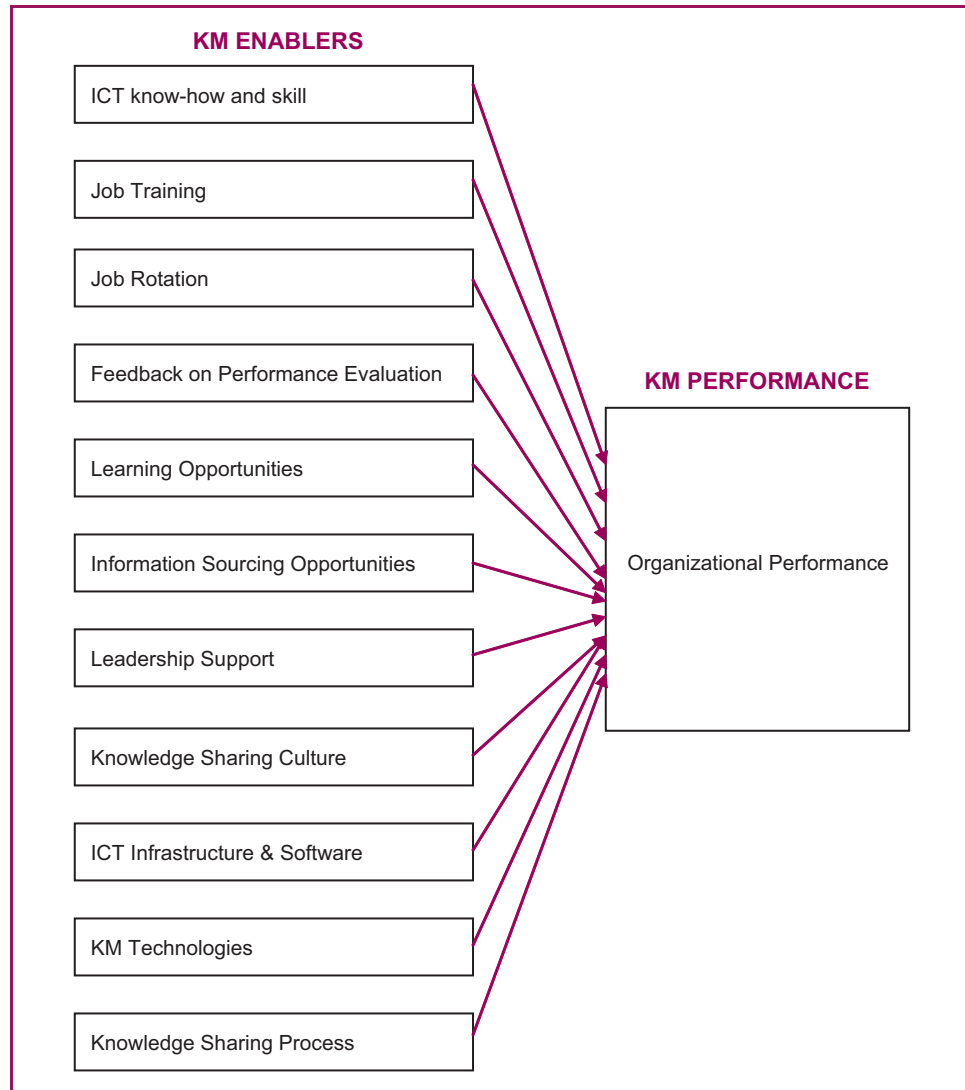 KM ENABLERS
ICT know-how and skill
Job Training
Job Rotation
Feedback on Performance Evaluation
Learning Opportunities
Information Sourcing Opportunities
Leadership Support
Knowledge Sharing Culture
ICT Infrastructure & Software
KM Technologies
Knowledge Sharing Process
KM PERFORMANCE
Organizational Performance